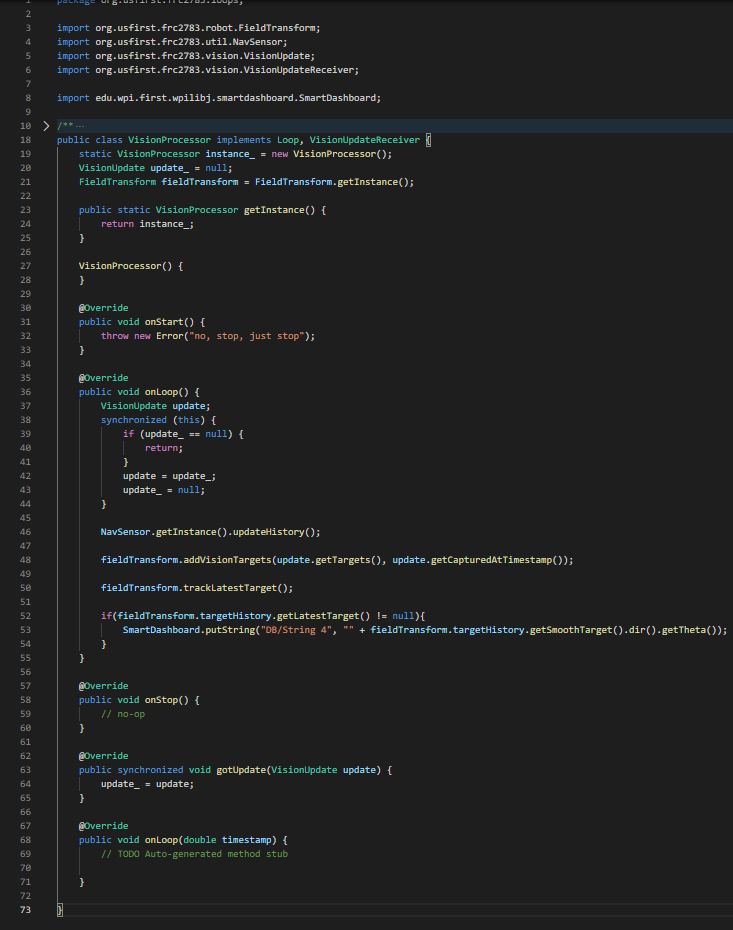 1 package org.usfirst.frc2783.loops;
2
3 import org.usfirst.frc2783.robot.FieldTransform;
4 import org.usfirst.frc2783.util.NavSensor;
5 import org.usfirst.frc2783.vision.VisionUpdate;
6 import org.usfirst.frc2783.vision.VisionUpdateReceiver;
7
8 import edu.wpi.first.wpilibj.smartdashboard.SmartDashboard;
9
10 > /** ...
18 public class VisionProcessor implements Loop, VisionUpdateReceiver {
19     static VisionProcessor instance_ = new VisionProcessor();
20     VisionUpdate update_ = null;
21     FieldTransform fieldTransform = FieldTransform.getInstance();
22
23     public static VisionProcessor getInstance() {
24         return instance_;
25     }
26
27     VisionProcessor() {
28     }
29
30     @Override
31     public void onStart() {
32         throw new Error("no, stop, just stop");
33     }
34
35     @Override
36     public void onLoop() {
37         VisionUpdate update;
38         synchronized (this) {
39             if (update_ == null) {
40                 return;
41             }
42             update = update_;
43             update_ = null;
44         }
45
46         NavSensor.getInstance().updateHistory();
47
48         fieldTransform.addVisionTargets(update.getTargets(), update.getCapturedAtTimestamp());
49
50         fieldTransform.trackLatestTarget();
51
52         if(fieldTransform.targetHistory.getLatestTarget() != null){
53             SmartDashboard.putString("DB/String 4", "" + fieldTransform.targetHistory.getSmoothTarget().dir().getTheta());
54         }
55     }
56
57     @Override
58     public void onStop() {
59         // no-op
60     }
61
62     @Override
63     public synchronized void gotUpdate(VisionUpdate update) {
64         update_ = update;
65     }
66
67     @Override
68     public void onLoop(double timestamp) {
69         // TODO Auto-generated method stub
70
71     }
72
73 }